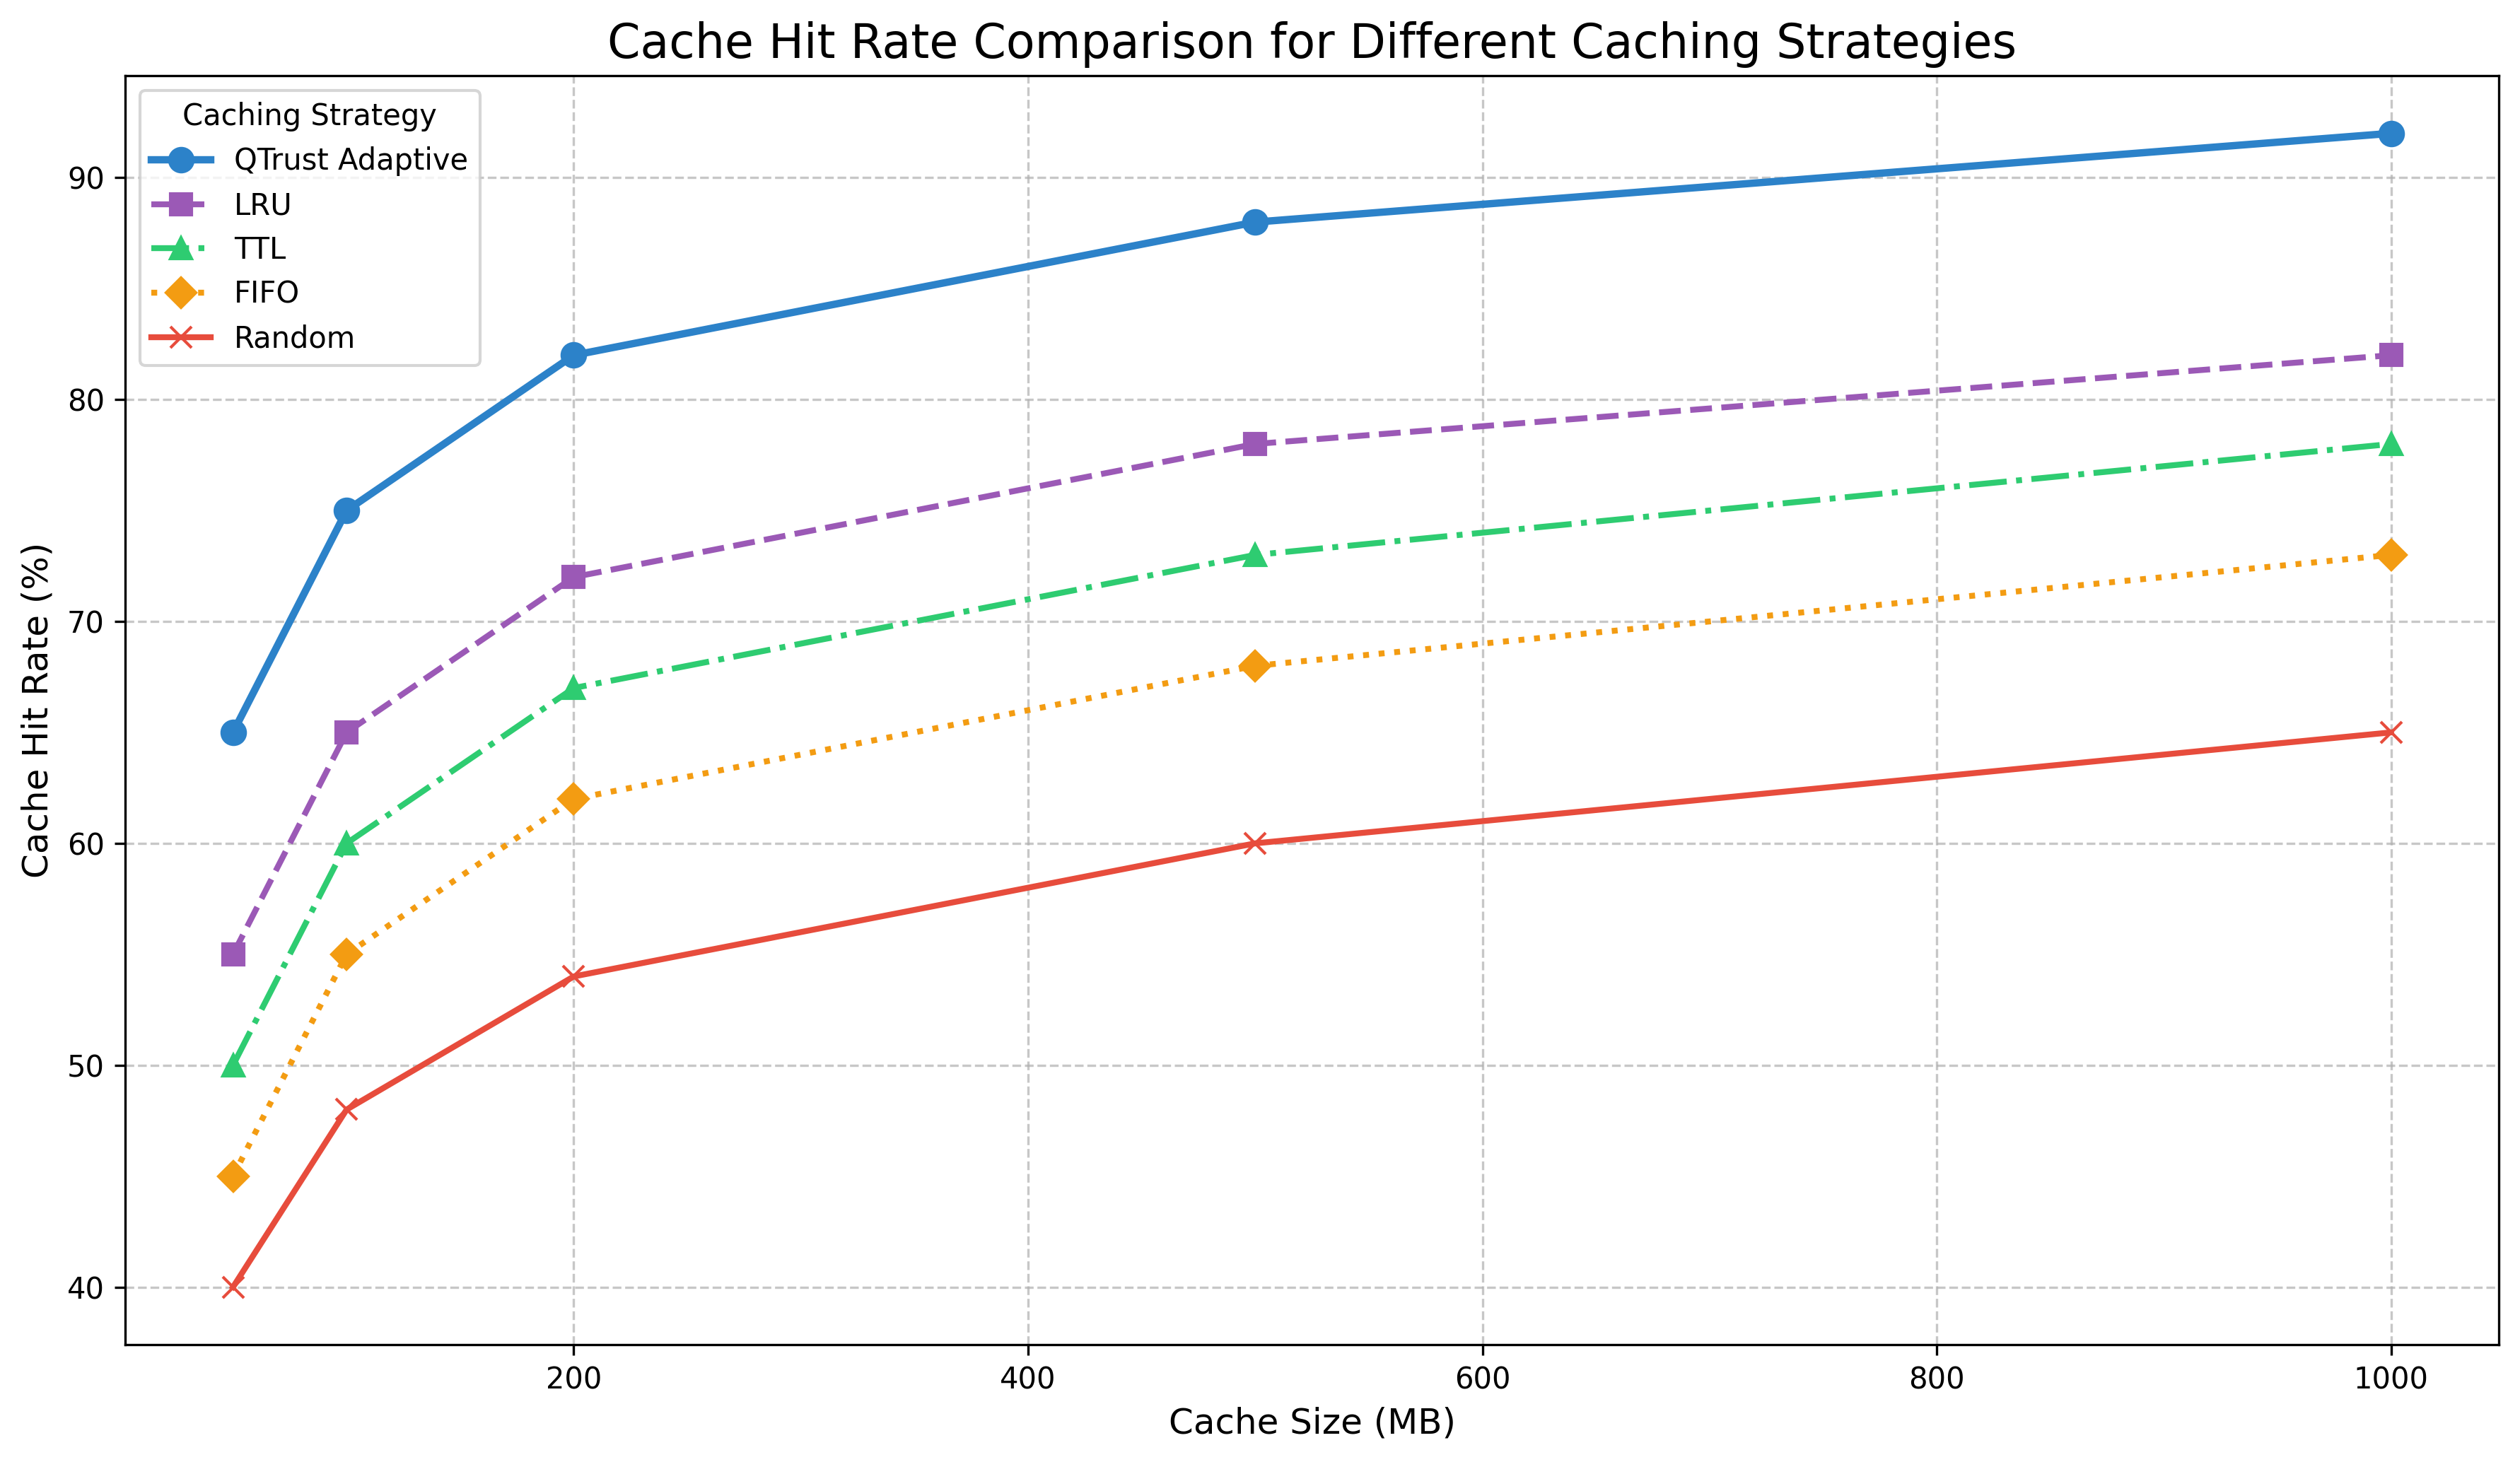 Cache Hit Rate Comparison for Different Caching Strategies
Caching Strategy
QTrust Adaptive
LRU
TTL
FIFO
Random
Cache Hit Rate (%)
90
80
70
60
50
40
200 400 600 800 1000
Cache Size (MB)